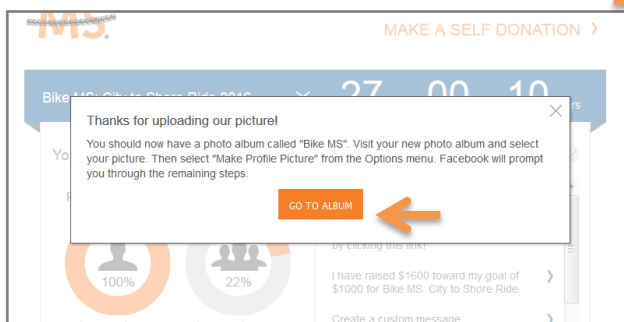 MS.
MAKE A SELF DONATION
Bike MS: City to Shore Ride 2016 27 00 10
rs
Thanks for uploading our picture!
Yo
You should now have a photo album called "Bike MS". Visit your new photo album and select
your picture. Then select "Make Profile Picture" from the Options menu. Facebook will prompt
you through the remaining steps.
GO TO ALBUM
by clicking this link!
100%
22%
I have raised $1600 toward my goal of
$1000 for Bike MS: City to Shore Ride
Create a custom message